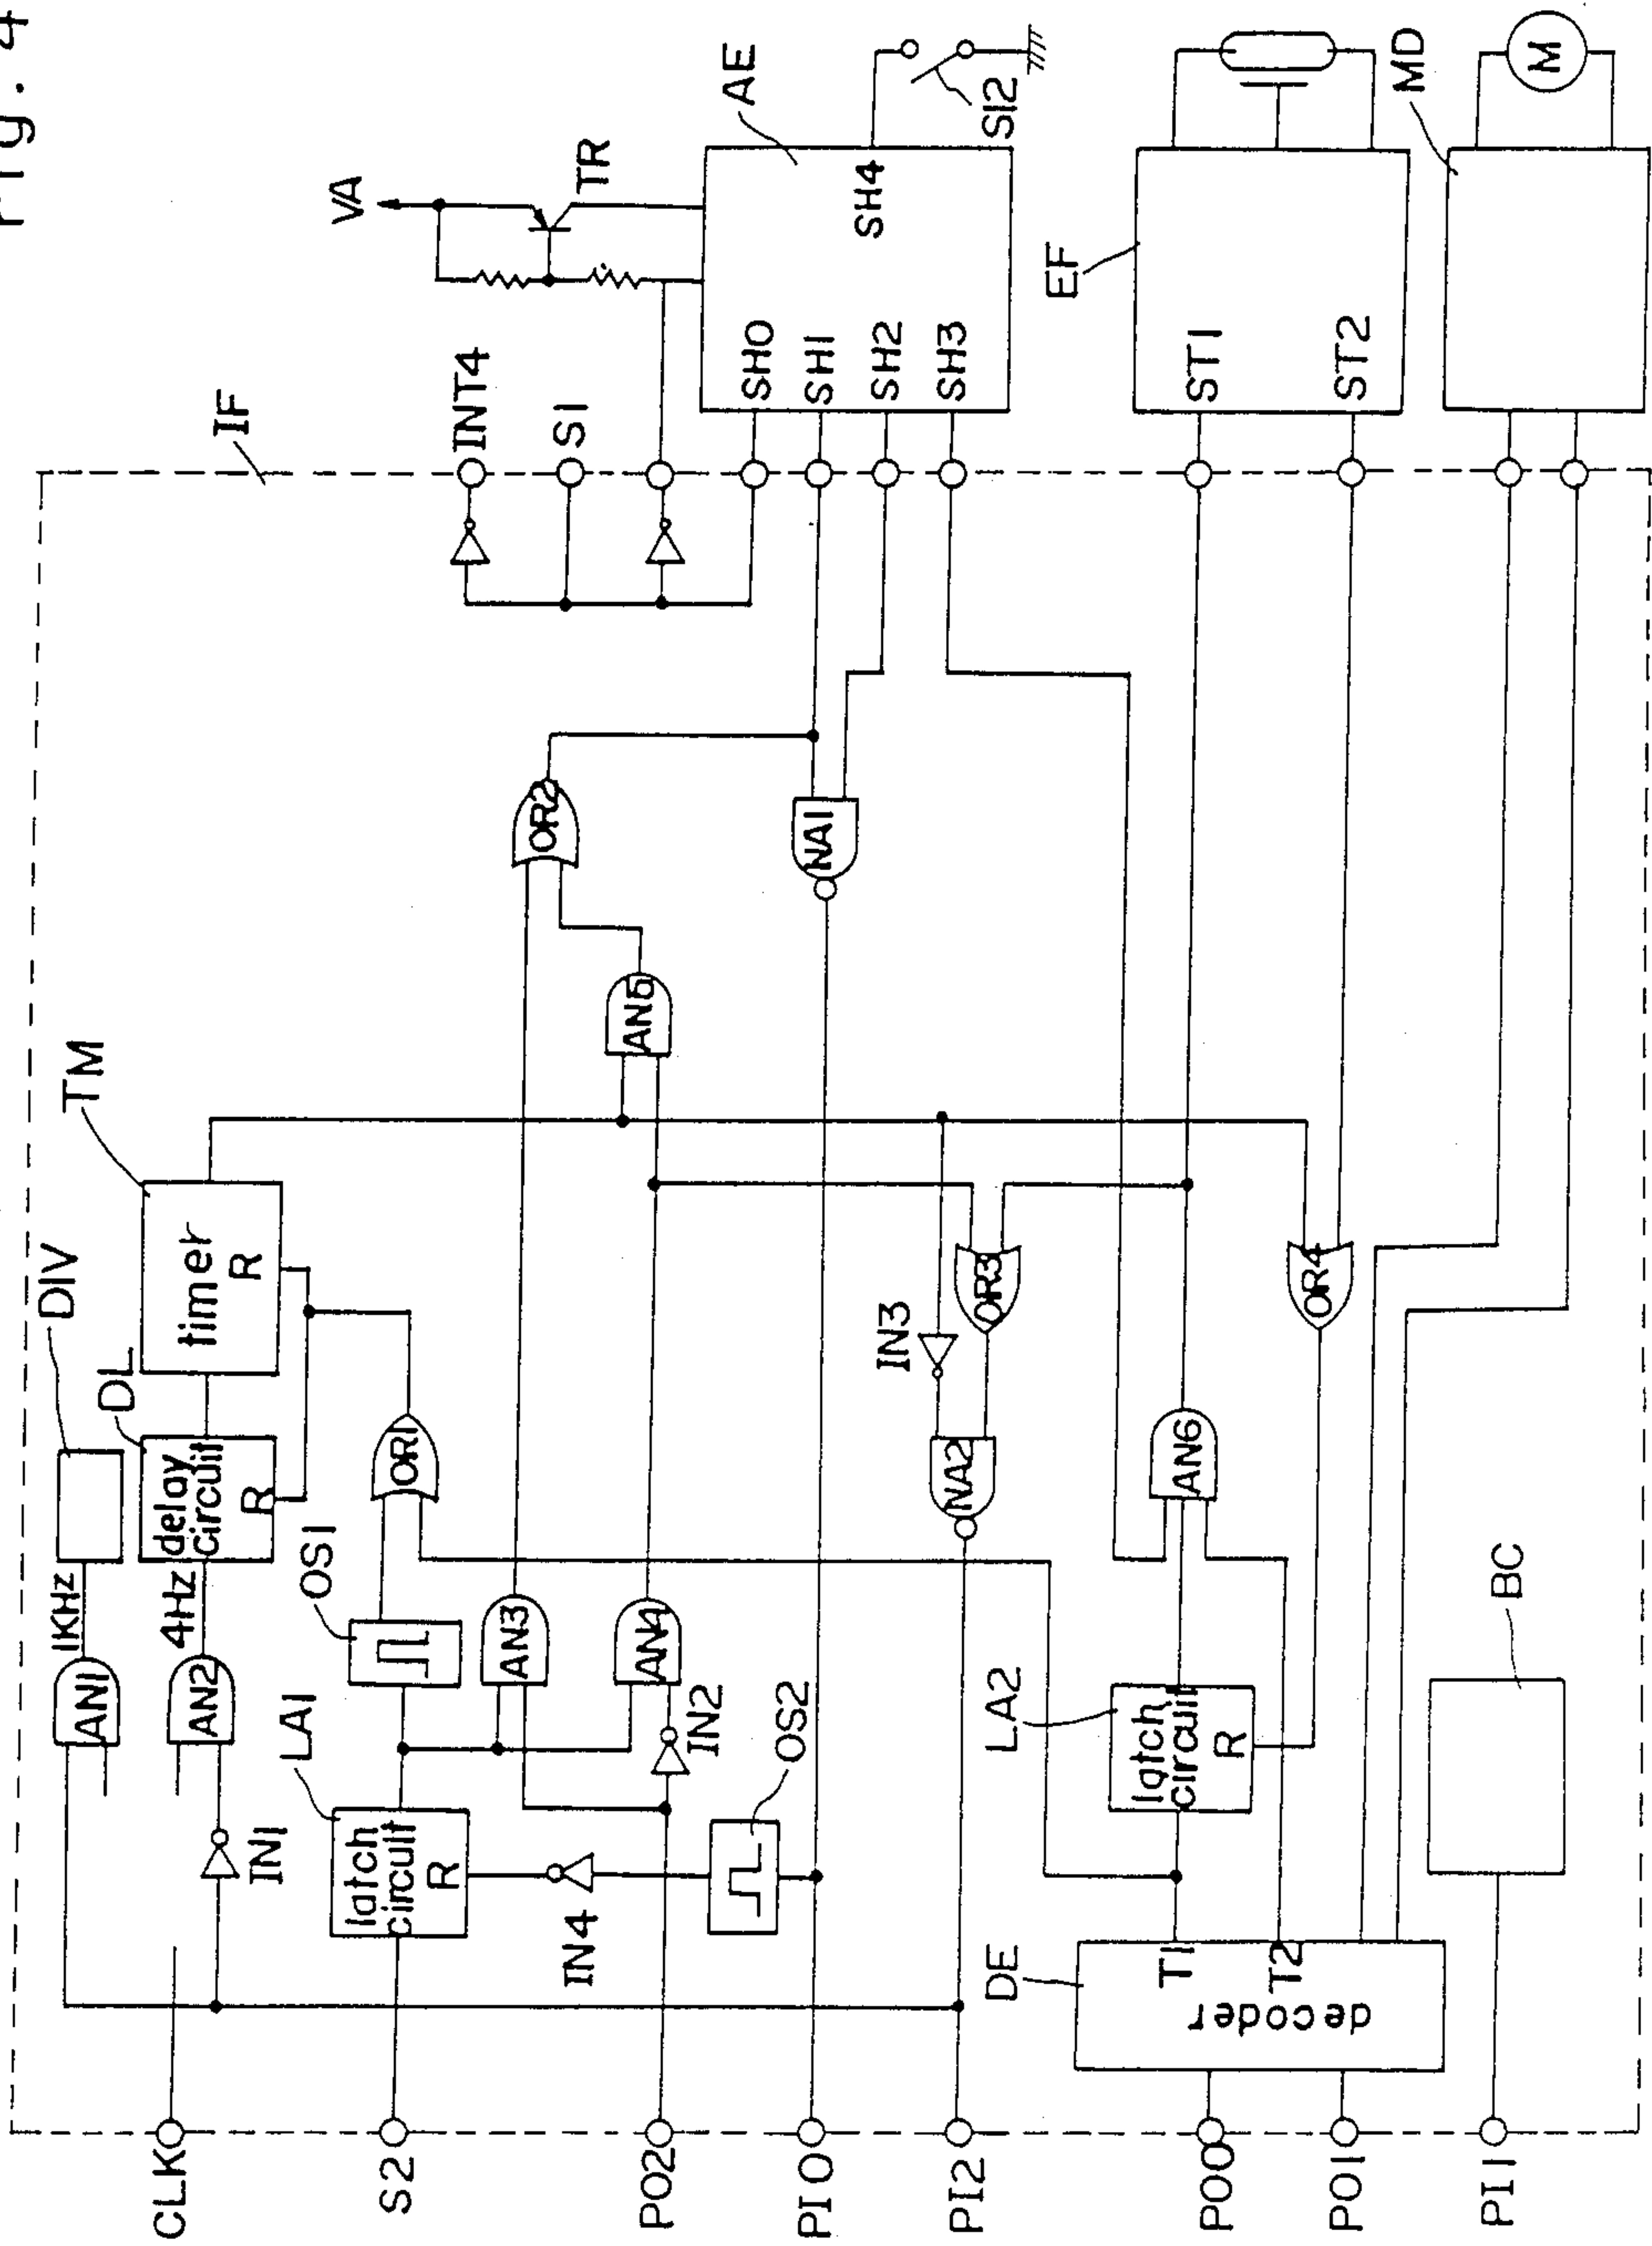 Fig. 4
VA
TR
AE
IF
INT4
S1
SH0
SH1
SH2
SH3
SH4
S12
EF
ST1
ST2
MD
M
TM
DIV
DL
timer
R
delay
circuit
R
1KHz
4Hz
AN1
AN2
IN1
CLK
OS1
OR1
LA1
latch
circuit
R
S2
AN3
AN4
IN2
AN5
OR2
NA1
IN4
OS2
PO2
PI0
PI2
IN3
OR3
NA2
OR4
AN6
LA2
latch
circuit
R
DE
T1
T2
decoder
PO0
PO1
BC
PI1